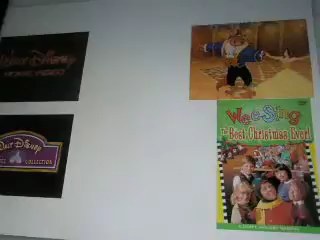 Walt Disney
HOME VIDEO
Walt Disney
COLLECTION
Wee Sing
The Best Christmas Ever!